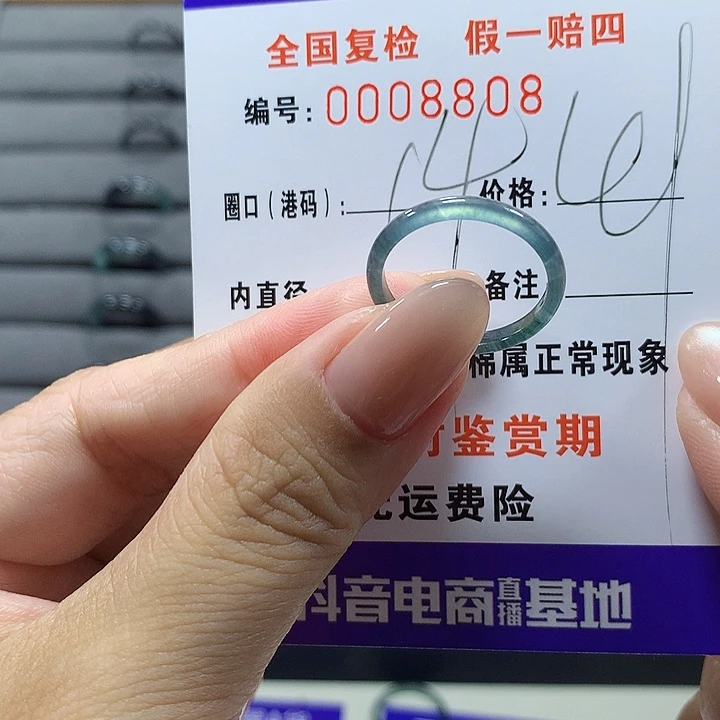 全国复检 假一赔四
编号: 0008808
圈口（港码）: 14 价格:
内直径 备注
棉属正常现象
鉴赏期
运费险
抖音电商直播基地